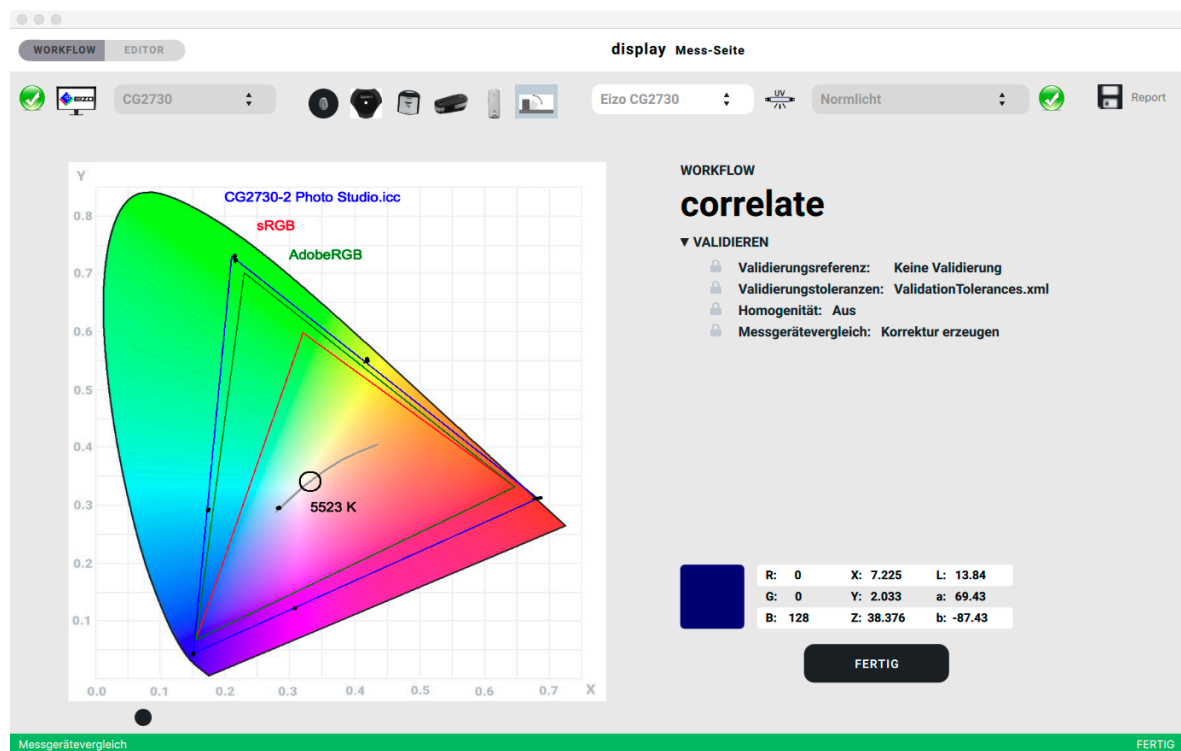 WORKFLOW EDITOR
display Mess-Seite
EIZO CG2730 Eizo CG2730 UV Normlicht Report
WORKFLOW
correlate
▼ VALIDIEREN
Validierungsreferenz: Keine Validierung
Validierungstoleranzen: ValidationTolerances.xml
Homogenität: Aus
Messgerätevergleich: Korrektur erzeugen
Y
CG2730-2 Photo Studio.icc
sRGB
AdobeRGB
0.8
0.7
0.6
0.5
0.4
0.3
5523 K
0.2
0.1
0.0 0.1 0.2 0.3 0.4 0.5 0.6 0.7 X
R: 0 X: 7.225 L: 13.84
G: 0 Y: 2.033 a: 69.43
B: 128 Z: 38.376 b: -87.43
FERTIG
Messgerätevergleich FERTIG